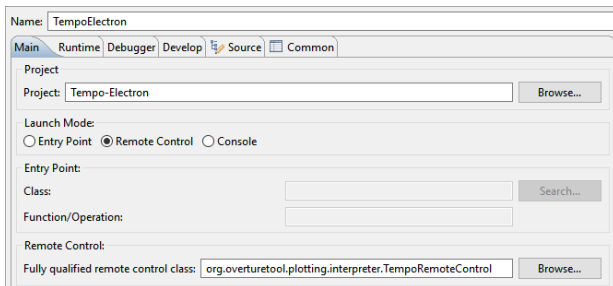 Name: TempoElectron
Main Runtime Debugger Develop Source Common
Project
Project: Tempo-Electron Browse...
Launch Mode:
Entry Point Remote Control Console
Entry Point:
Class: Search...
Function/Operation:
Remote Control:
Fully qualified remote control class: org.overturetool.plotting.interpreter.TempoRemoteControl Browse...